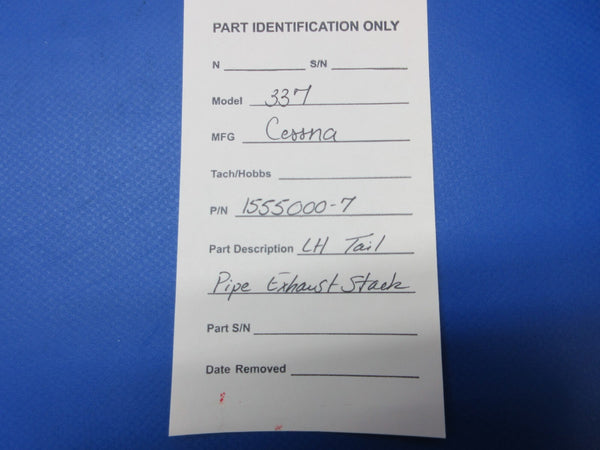 PART IDENTIFICATION ONLY
N S/N
Model 337
MFG Cessna
Tach/Hobbs
P/N 1555000-7
Part Description LH Tail
Pipe Exhaust Stack
Part S/N
Date Removed